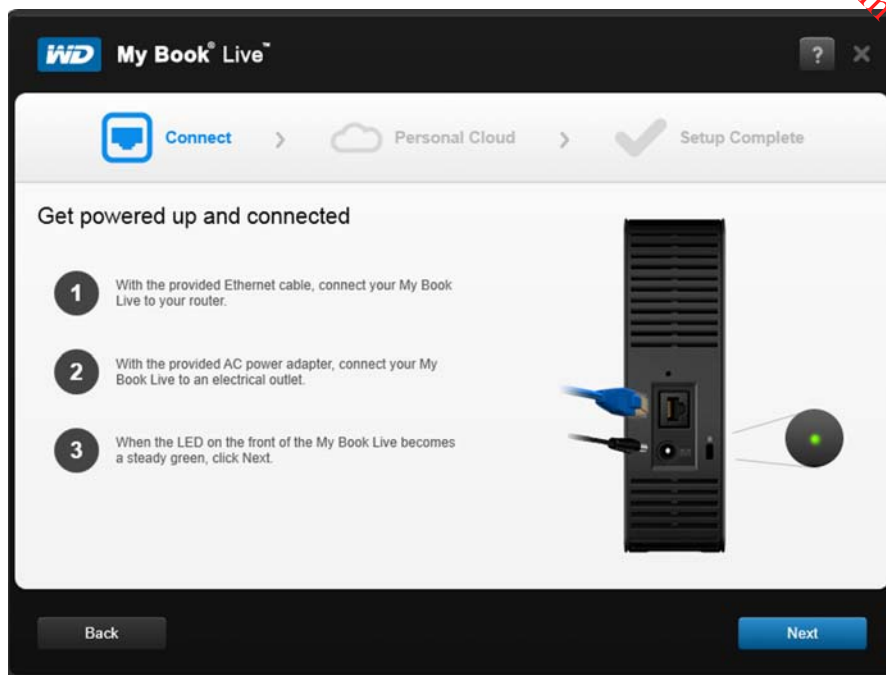 WD My Book® Live™
?
Connect > Personal Cloud > Setup Complete
Get powered up and connected
1 With the provided Ethernet cable, connect your My Book
Live to your router.
2 With the provided AC power adapter, connect your My
Book Live to an electrical outlet.
3 When the LED on the front of the My Book Live becomes
a steady green, click Next.
Back
Next